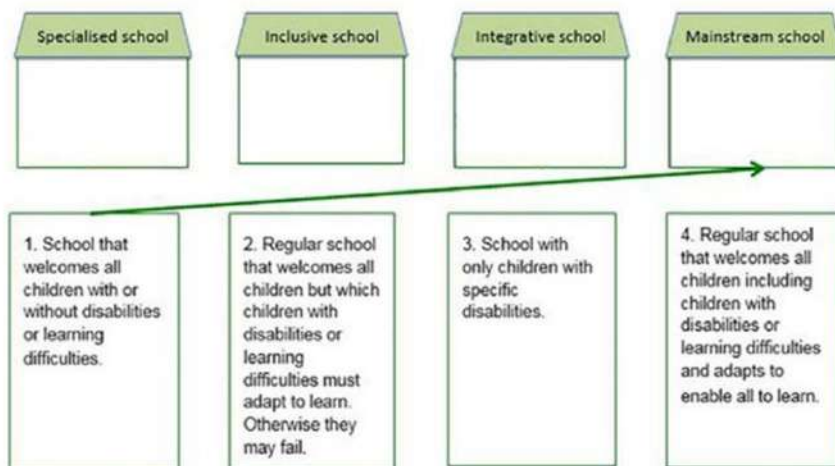 Specialised school
Inclusive school
Integrative school
Mainstream school
1. School that
welcomes all
children with or
without disabilities
or learning
difficulties.
2. Regular school
that welcomes all
children but which
children with
disabilities or
learning
difficulties must
adapt to learn.
Otherwise they
may fail.
3. School with
only children with
specific
disabilities.
4. Regular school
that welcomes all
children including
children with
disabilities or
learning difficulties
and adapts to
enable all to learn.